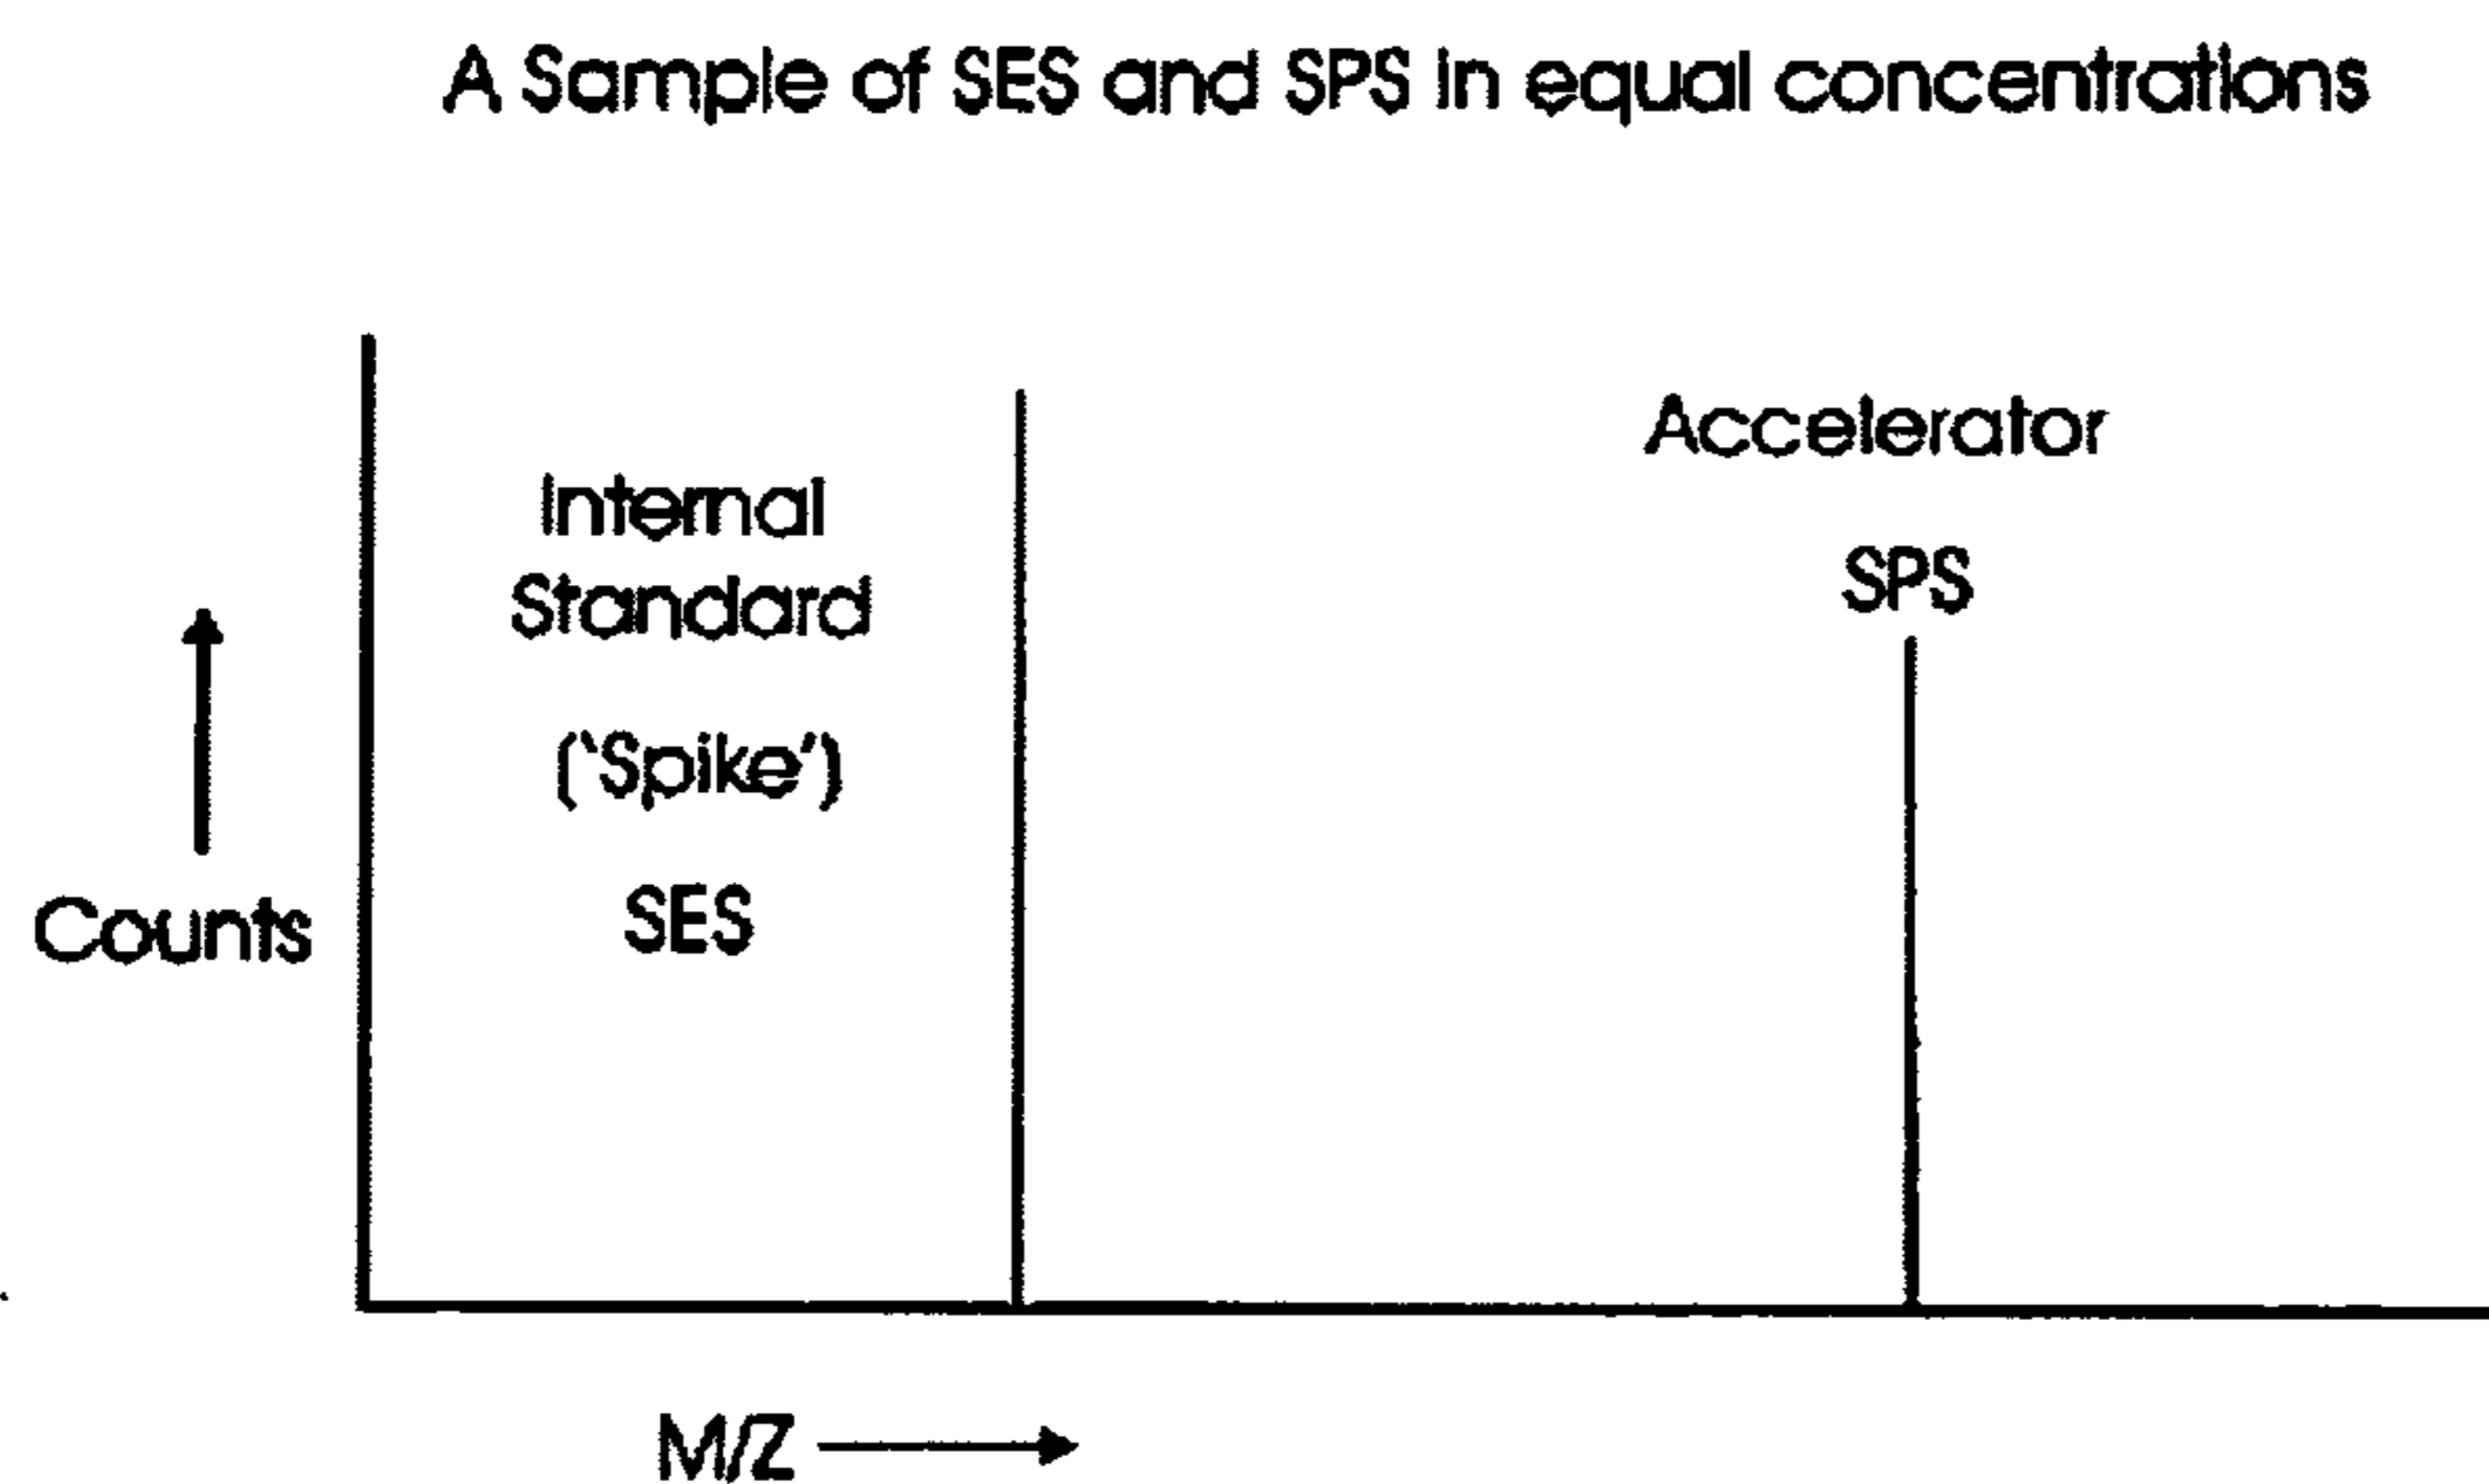 A Sample of SES and SPS in equal concentrations
Accelerator
SPS
Internal
Standard
('Spike')
SES
Counts
M/Z